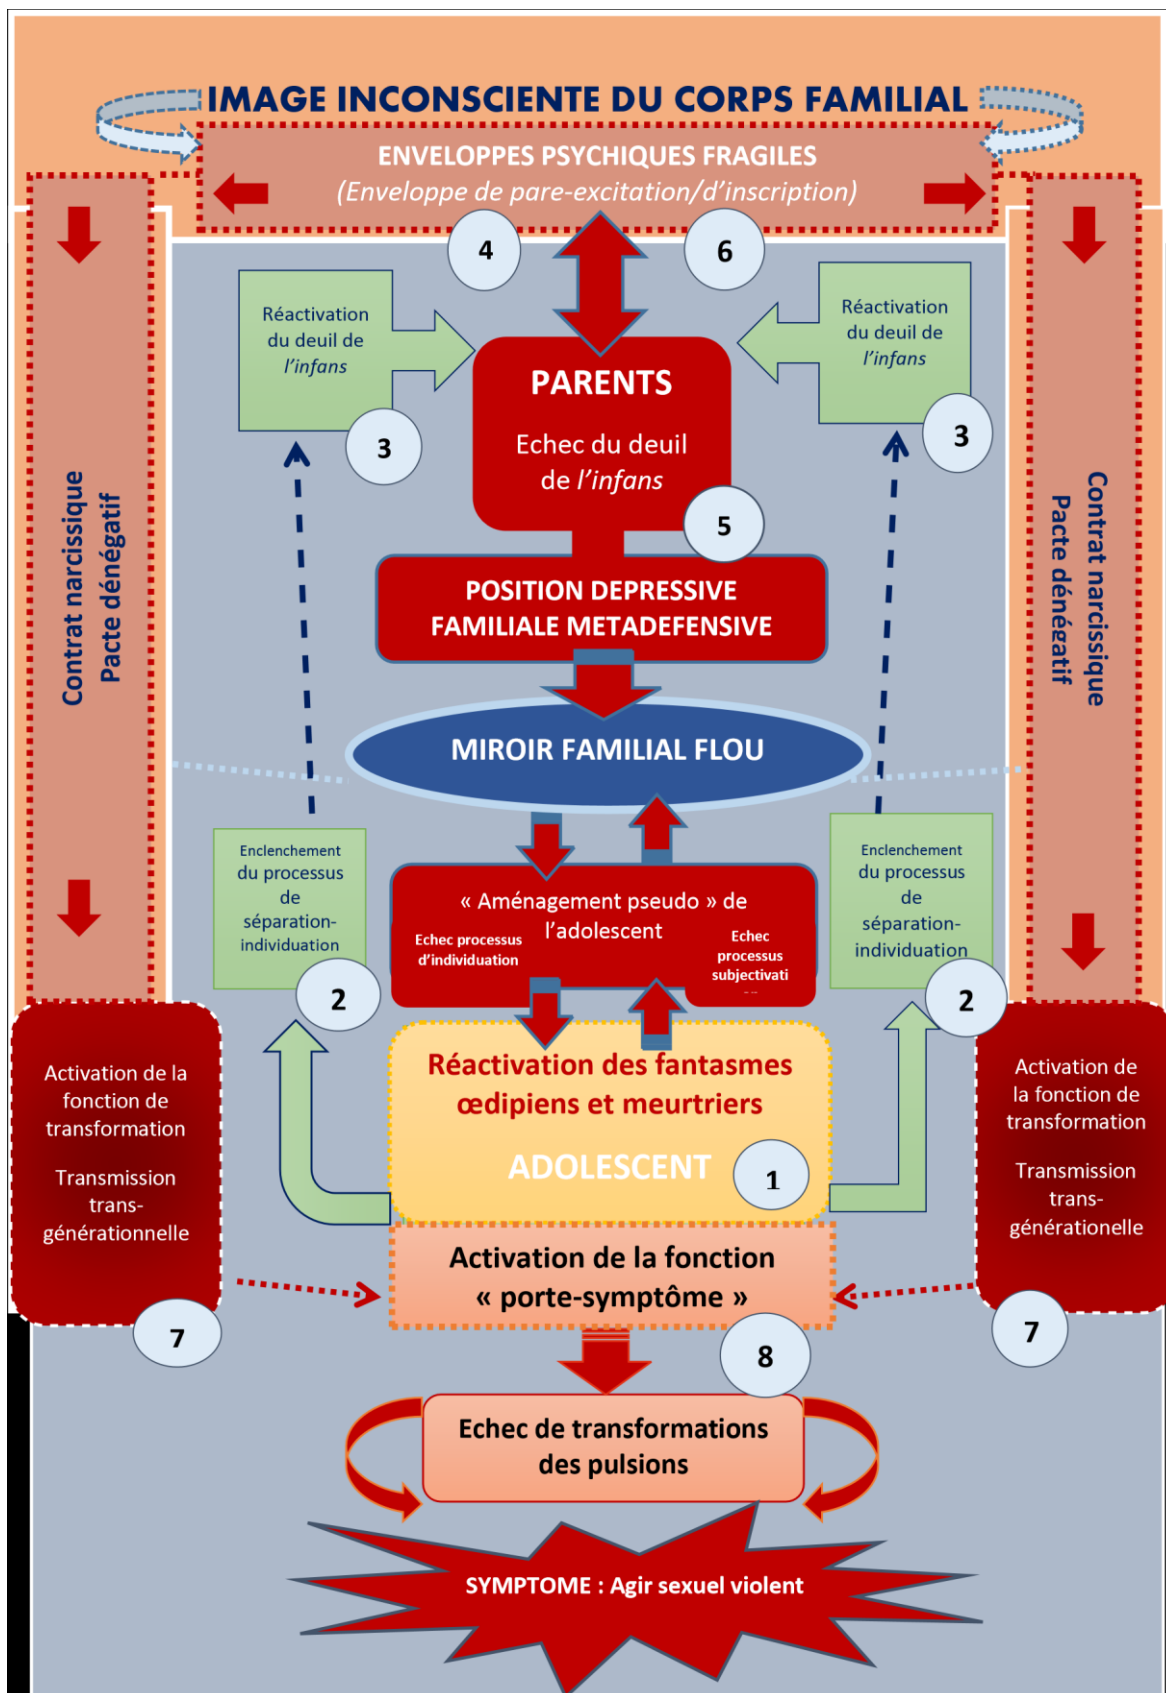 IMAGE INCONSCIENTE DU CORPS FAMILIAL
ENVELOPPES PSYCHIQUES FRAGILES
(Enveloppe de pare-excitation/d'inscription)
4
6
Réactivation
du deuil de
l'infans
3
Réactivation
du deuil de
l'infans
3
PARENTS
Echec du deuil
de l'infans
5
Contrat narcissique
Pacte dénégatif
Contrat narcissique
Pacte dénégatif
POSITION DEPRESSIVE
FAMILIALE METADEFENSIVE
MIROIR FAMILIAL FLOU
Enclenchement
du processus
de
séparation-
individuation
2
Enclenchement
du processus
de
séparation-
individuation
2
« Aménagement pseudo » de
l'adolescent
Echec processus
d'individuation
Echec
processus
subjectivati
Réactivation des fantasmes
œdipiens et meurtriers
ADOLESCENT
1
Activation de la
fonction de
transformation
Transmission
trans-
générationnelle
7
Activation de
la fonction de
transformation
Transmission
trans-
générationelle
7
Activation de la fonction
« porte-symptôme »
8
Echec de transformations
des pulsions
SYMPTOME : Agir sexuel violent